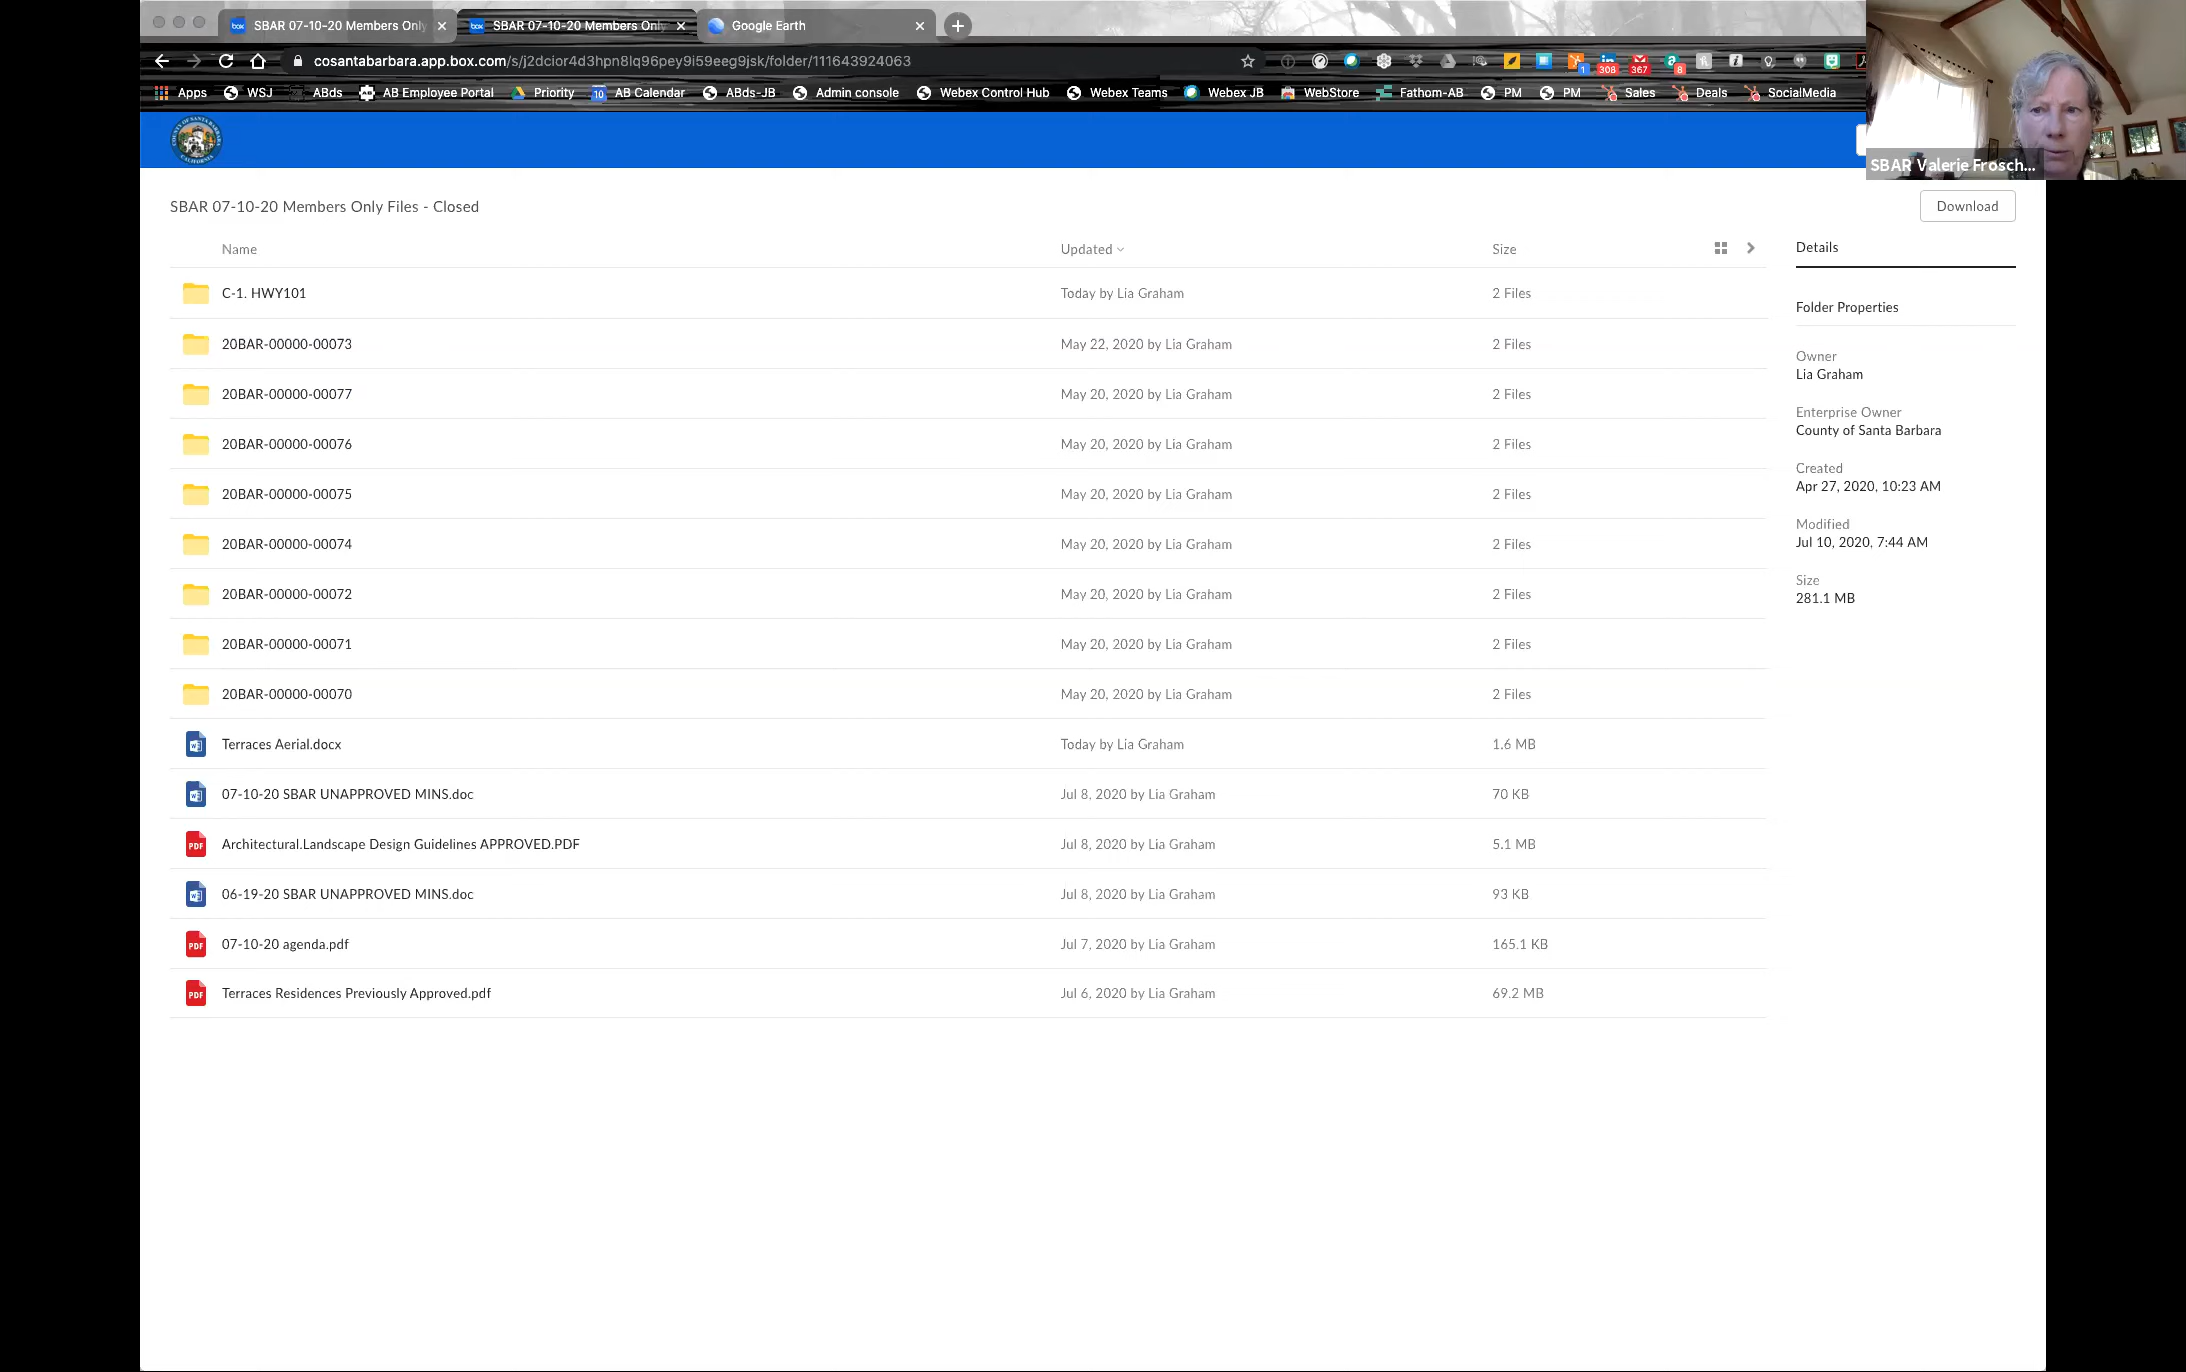 SBAR 07-10-20 Members Only
SBAR 07-10-20 Members Onl
Google Earth
cosantabarbara.app.box.com/s/j2dcior4d3hpn8lq96pey9i59eeg9jsk/folder/111643924063
1 308 367 8
Apps WSJ ABds AB Employee Portal Priority 10 AB Calendar ABds-JB Admin console Webex Control Hub Webex Teams Webex JB WebStore Fathom-AB PM PM Sales Deals SocialMedia
COUNTY OF SANTA BARBARA CALIFORNIA
SBAR Valerie Frosch...
SBAR 07-10-20 Members Only Files - Closed
Download
Name Updated Size
C-1. HWY101 Today by Lia Graham 2 Files
20BAR-00000-00073 May 22, 2020 by Lia Graham 2 Files
20BAR-00000-00077 May 20, 2020 by Lia Graham 2 Files
20BAR-00000-00076 May 20, 2020 by Lia Graham 2 Files
20BAR-00000-00075 May 20, 2020 by Lia Graham 2 Files
20BAR-00000-00074 May 20, 2020 by Lia Graham 2 Files
20BAR-00000-00072 May 20, 2020 by Lia Graham 2 Files
20BAR-00000-00071 May 20, 2020 by Lia Graham 2 Files
20BAR-00000-00070 May 20, 2020 by Lia Graham 2 Files
Terraces Aerial.docx Today by Lia Graham 1.6 MB
07-10-20 SBAR UNAPPROVED MINS.doc Jul 8, 2020 by Lia Graham 70 KB
PDF Architectural.Landscape Design Guidelines APPROVED.PDF Jul 8, 2020 by Lia Graham 5.1 MB
06-19-20 SBAR UNAPPROVED MINS.doc Jul 8, 2020 by Lia Graham 93 KB
PDF 07-10-20 agenda.pdf Jul 7, 2020 by Lia Graham 165.1 KB
PDF Terraces Residences Previously Approved.pdf Jul 6, 2020 by Lia Graham 69.2 MB
Details
Folder Properties
Owner
Lia Graham
Enterprise Owner
County of Santa Barbara
Created
Apr 27, 2020, 10:23 AM
Modified
Jul 10, 2020, 7:44 AM
Size
281.1 MB